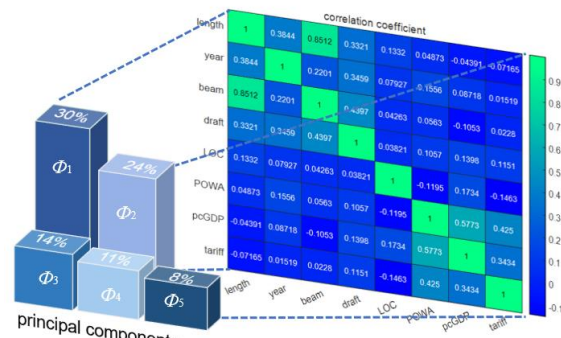 correlation coefficient
length 1 0.3844 0.8512 0.3321 0.1332 0.04873 -0.04391 -0.07165
year 0.3844 1 0.2201 0.3459 0.07927 0.1556 0.08718 0.01519
beam 0.8512 0.2201 1 0.4397 0.04263 0.0563 -0.1053 0.0228
draft 0.3321 0.3459 0.4397 1 0.03821 0.1057 0.1398 0.1151
LOC 0.1332 0.07927 0.04263 0.03821 1 -0.1195 0.1734 -0.1463
POWA 0.04873 0.1556 0.0563 0.1057 -0.1195 1 0.5773 0.425
pcGDP -0.04391 0.08718 -0.1053 0.1398 0.1734 0.5773 1 0.3434
tariff -0.07165 0.01519 0.0228 0.1151 -0.1463 0.425 0.3434 1
length year beam draft LOC POWA pcGDP tariff
0.9
0.8
0.7
0.6
0.5
0.4
0.3
0.2
0.1
0
30%
Φ1
24%
Φ2
14%
Φ3
11%
Φ4
8%
Φ5
principal